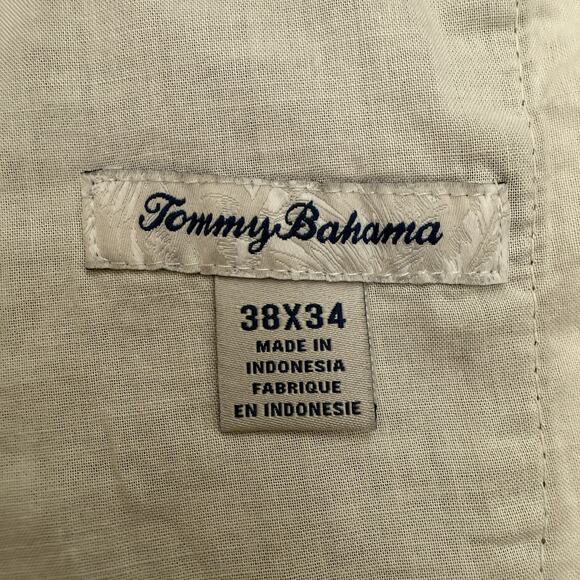 Tommy Bahama
38X34
MADE IN
INDONESIA
FABRIQUE
EN INDONESIE